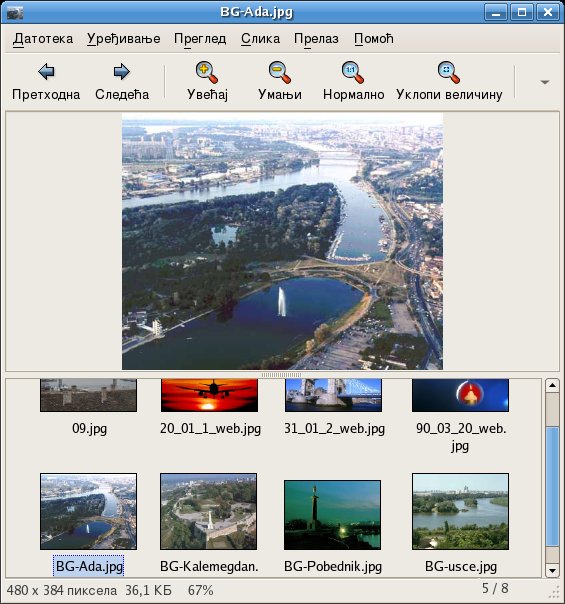 BG-Ada.jpg
Датотека Уређивање Преглед Слика Прелаз Помоћ
Претходна Следећа Увећај Умањи Нормално Уклопи величину
09.jpg 20_01_1_web.jpg 31_01_2_web.jpg 90_03_20_web.
jpg
BG-Ada.jpg BG-Kalemegdan. BG-Pobednik.jpg BG-usce.jpg
480 x 384 пиксела 36,1 КБ 67% 5 / 8